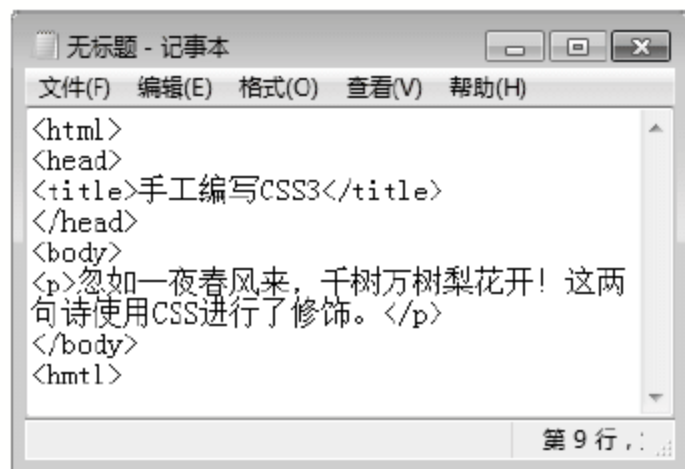 无标题 - 记事本
文件(F) 编辑(E) 格式(O) 查看(V) 帮助(H)
<html>
<head>
<title>手工编写CSS3</title>
</head>
<body>
<p>忽如一夜春风来，千树万树梨花开！这两
句诗使用CSS进行了修饰。</p>
</body>
<hmtl>
第 9 行，